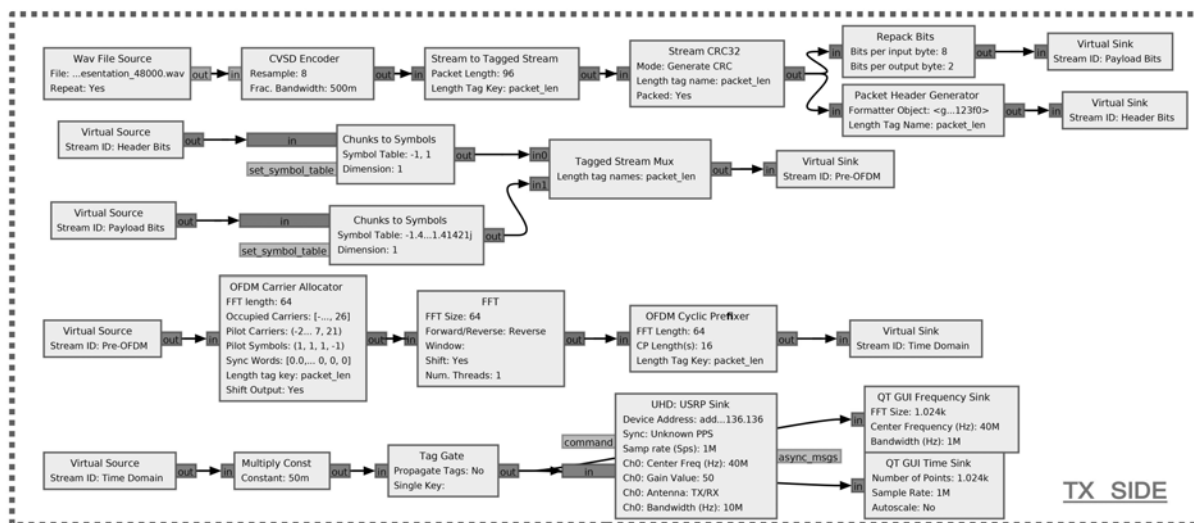 Wav File Source
File: ...esentation_48000.wav
Repeat: Yes
out
in
CVSD Encoder
Resample: 8
Frac. Bandwidth: 500m
out
in
Stream to Tagged Stream
Packet Length: 96
Length Tag Key: packet_len
out
in
Stream CRC32
Mode: Generate CRC
Length tag name: packet_len
Packed: Yes
out
in
Repack Bits
Bits per input byte: 8
Bits per output byte: 2
out
in
Virtual Sink
Stream ID: Payload Bits
in
Packet Header Generator
Formatter Object: <g...123f0>
Length Tag Name: packet_len
out
in
Virtual Sink
Stream ID: Header Bits
Virtual Source
Stream ID: Header Bits
out
in
set_symbol_table
Chunks to Symbols
Symbol Table: -1, 1
Dimension: 1
out
in0
in1
Tagged Stream Mux
Length tag names: packet_len
out
in
Virtual Sink
Stream ID: Pre-OFDM
Virtual Source
Stream ID: Payload Bits
out
in
set_symbol_table
Chunks to Symbols
Symbol Table: -1.4...1.41421j
Dimension: 1
out
Virtual Source
Stream ID: Pre-OFDM
out
in
OFDM Carrier Allocator
FFT length: 64
Occupied Carriers: [-..., 26]
Pilot Carriers: (-2... 7, 21)
Pilot Symbols: (1, 1, 1, -1)
Sync Words: [0.0,... 0, 0, 0]
Length tag key: packet_len
Shift Output: Yes
out
in
FFT
FFT Size: 64
Forward/Reverse: Reverse
Window:
Shift: Yes
Num. Threads: 1
out
in
OFDM Cyclic Prefixer
FFT Length: 64
CP Length(s): 16
Length Tag Key: packet_len
out
in
Virtual Sink
Stream ID: Time Domain
Virtual Source
Stream ID: Time Domain
out
in
Multiply Const
Constant: 50m
out
in
Tag Gate
Propagate Tags: No
Single Key:
out
command
in
UHD: USRP Sink
Device Address: add...136.136
Sync: Unknown PPS
Samp rate (Sps): 1M
Ch0: Center Freq (Hz): 40M
Ch0: Gain Value: 50
Ch0: Antenna: TX/RX
Ch0: Bandwidth (Hz): 10M
async_msgs
in
QT GUI Frequency Sink
FFT Size: 1.024k
Center Frequency (Hz): 40M
Bandwidth (Hz): 1M
in
QT GUI Time Sink
Number of Points: 1.024k
Sample Rate: 1M
Autoscale: No
TX SIDE